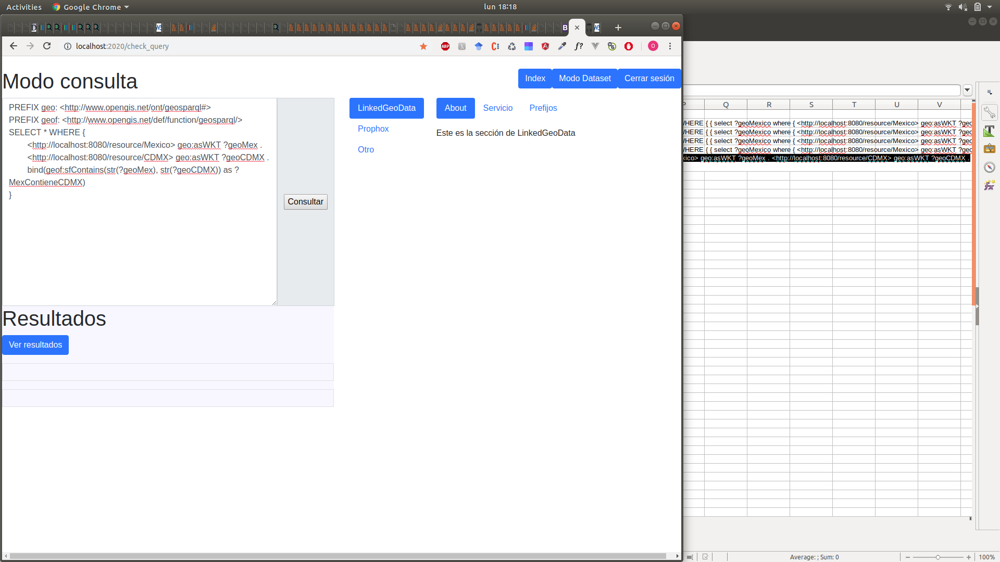 Activities
Google Chrome
lun 18:18
localhost:2020/check_query
Modo consulta
Index
Modo Dataset
Cerrar sesión
PREFIX geo: <http://www.opengis.net/ont/geosparql#>
PREFIX geof: <http://www.opengis.net/def/function/geosparql/>
SELECT * WHERE {
<http://localhost:8080/resource/Mexico> geo:asWKT ?geoMex .
<http://localhost:8080/resource/CDMX> geo:asWKT ?geoCDMX .
bind(geof:sfContains(str(?geoMex), str(?geoCDMX)) as ?
MexContieneCDMX)
}
Consultar
LinkedGeoData
Prophox
Otro
About
Servicio
Prefijos
Este es la sección de LinkedGeoData
Resultados
Ver resultados
Q R S T U V
WHERE { { select ?geoMexico where { <http://localhost:8080/resource/Mexico> geo:asWKT ?geo
WHERE { { select ?geoMexico where { <http://localhost:8080/resource/Mexico> geo:asWKT ?geo
WHERE { { select ?geoMexico where { <http://localhost:8080/resource/Mexico> geo:asWKT ?geo
WHERE { { select ?geoMexico where { <http://localhost:8080/resource/Mexico> geo:asWKT ?geo
xico> geo:asWKT ?geoMex . <http://localhost:8080/resource/CDMX> geo:asWKT ?geoCDMX .
Average: ; Sum: 0
100%